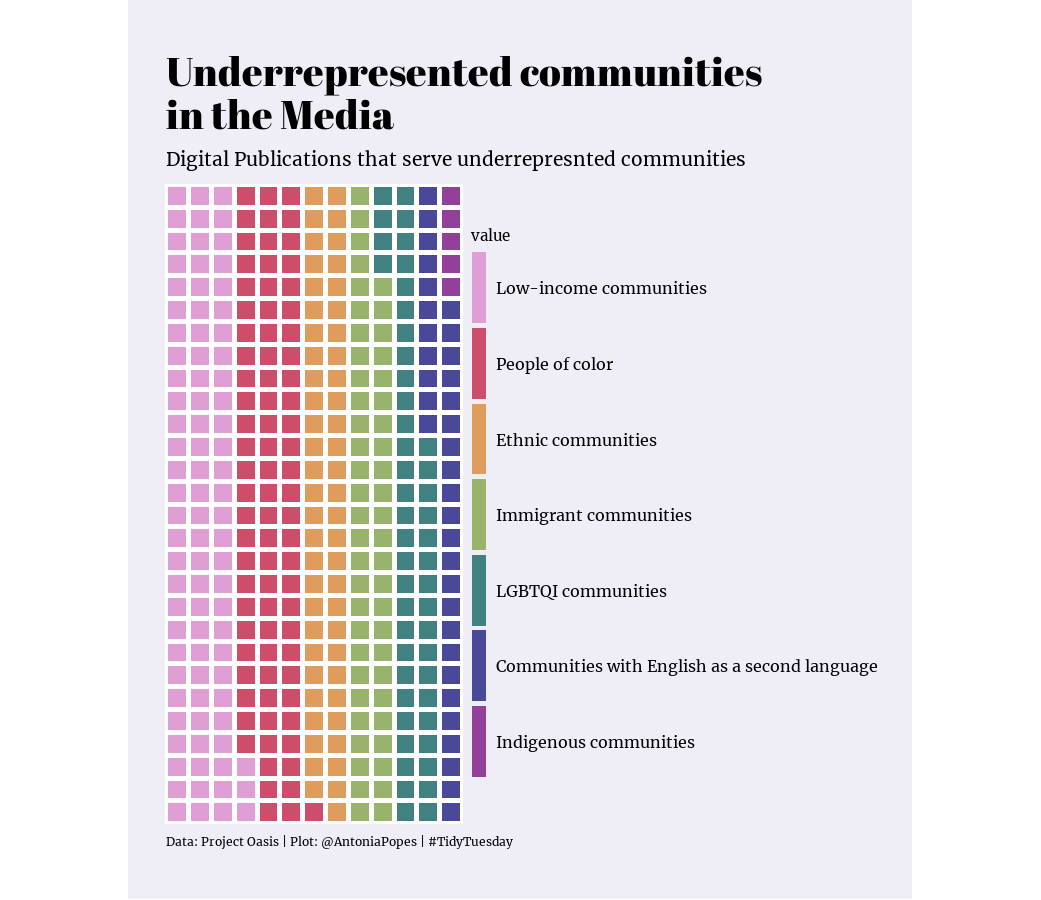 Underrepresented communities
in the Media
Digital Publications that serve underrepresnted communities
value
Low-income communities
People of color
Ethnic communities
Immigrant communities
LGBTQI communities
Communities with English as a second language
Indigenous communities
Data: Project Oasis | Plot: @AntoniaPopes | #TidyTuesday